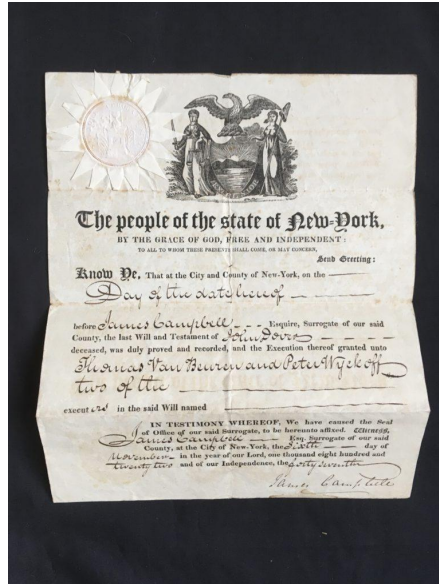 The people of the state of New-York,
BY THE GRACE OF GOD, FREE AND INDEPENDENT:
TO ALL TO WHOM THESE PRESENTS SHALL COME, OR MAY CONCERN,
Send Greeting:
Know Ye, That at the City and County of New-York, on the
Day of the date hereof
before James Campbell Esquire, Surrogate of our said
County, the last Will and Testament of John
deceased, was duly proved and recorded, and the Execution thereof granted unto
Thomas Van Beuren and Peter Wyckoff
two of the
executors in the said Will named
IN TESTIMONY WHEREOF, We have caused the Seal
of Office of our said Surrogate, to be hereunto affixed. WITNESS,
James Campbell Esq. Surrogate of our said
County, at the City of New-York, the Sixth day of
November in the year of our Lord, one thousand eight hundred and
twenty two and of our Independence, the forty seventh
James Campbell